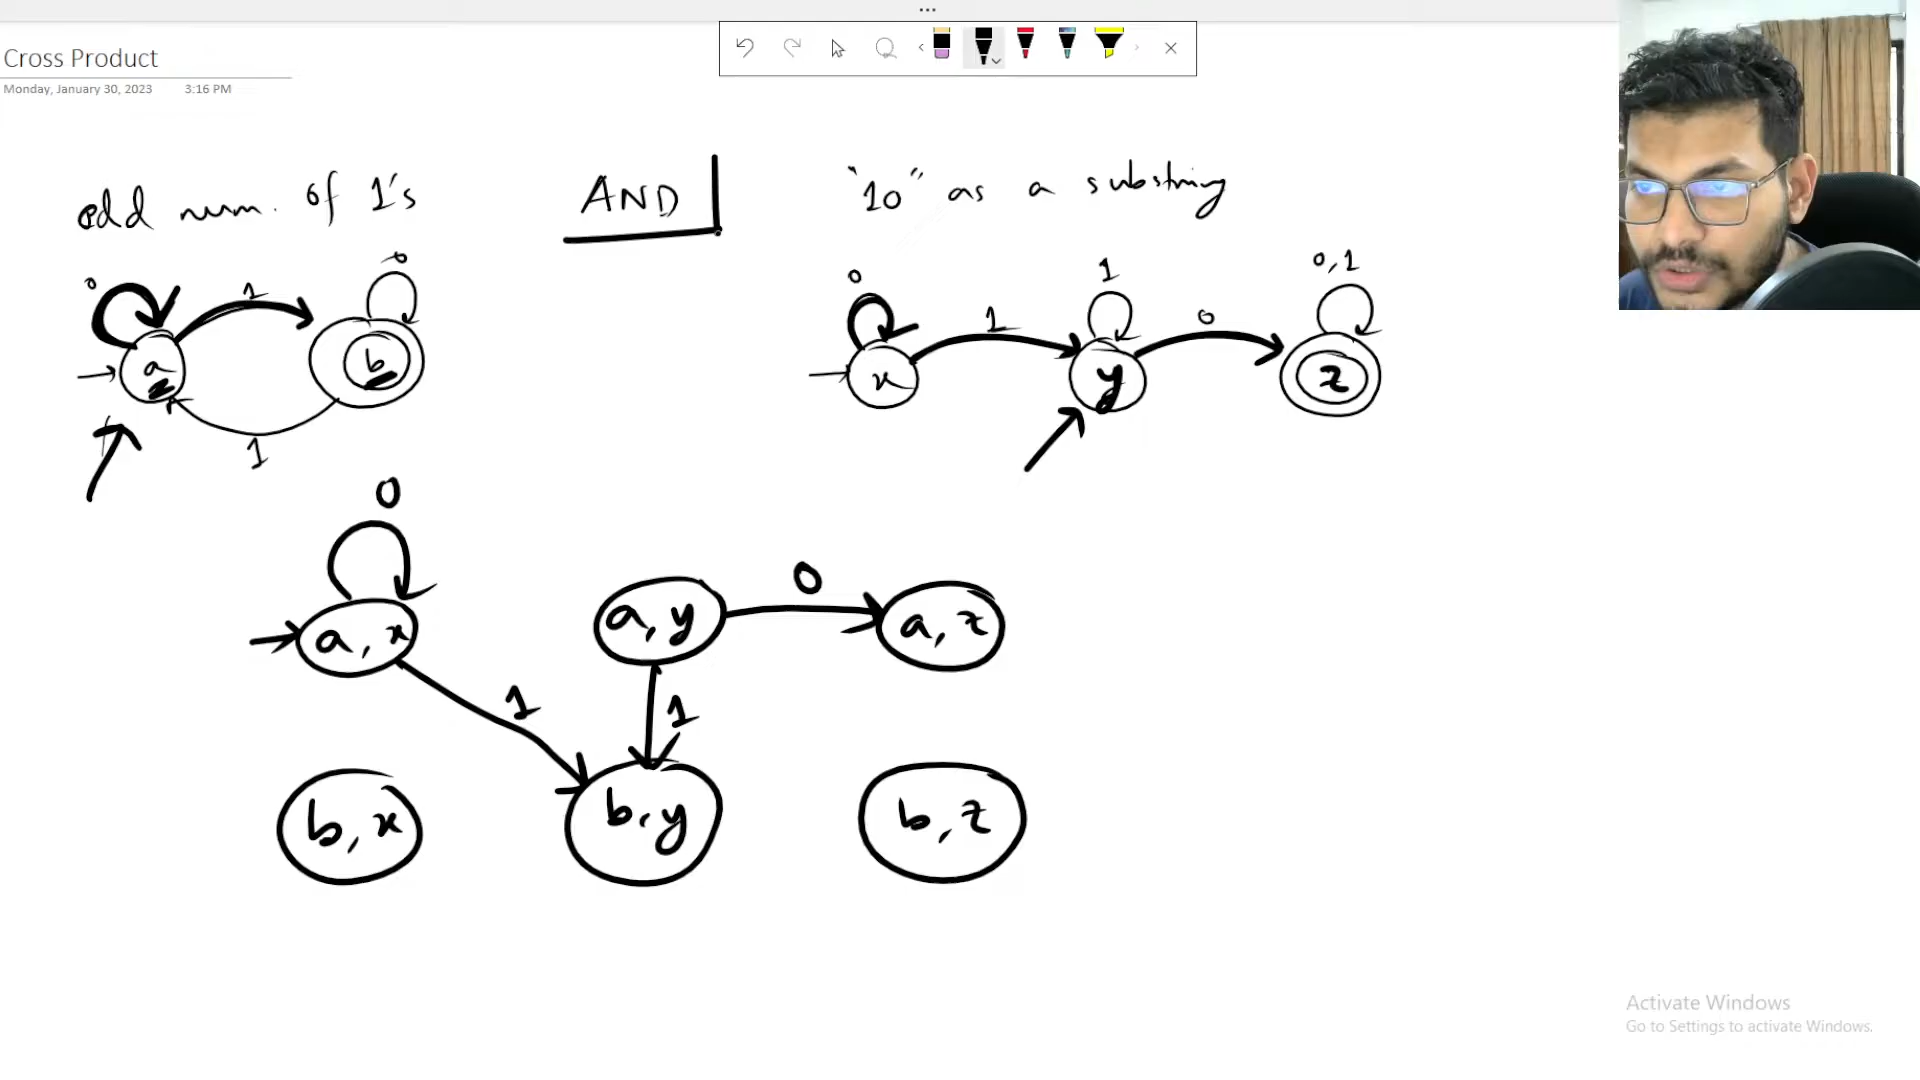 Cross Product
Monday, January 30, 2023 3:16 PM
odd num. of 1's AND "10" as a substring
0 1 0 0 1 1 0 0,1
a b x y z
1
0
a, x a, y 0 a, z
1 1
b, x b, y b, z
Activate Windows
Go to Settings to activate Windows.